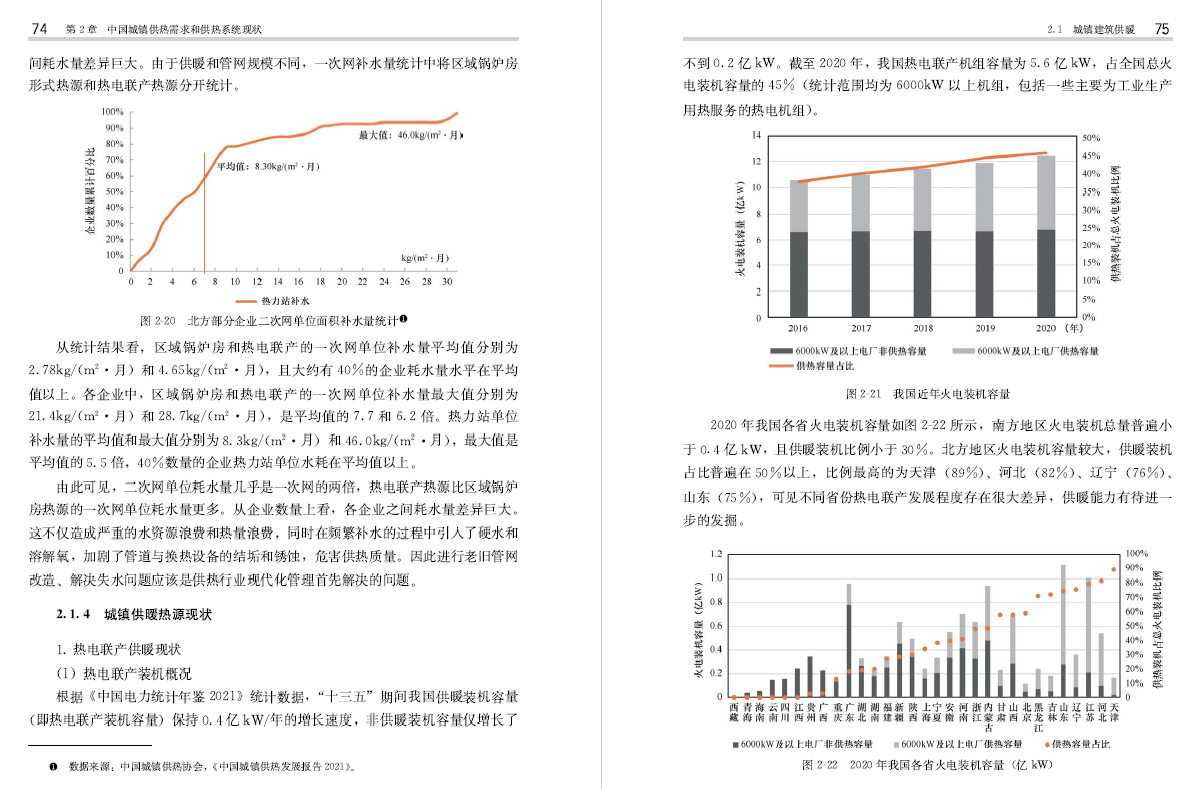 74 第2章 中国城镇供热需求和供热系统现状
间耗水量差异巨大。由于供暖和管网规模不同，一次网补水量统计中将区域锅炉房
形式热源和热电联产热源分开统计。
100%
90%
80%
70%
60%
50%
40%
30%
20%
10%
0
企业数量累计百分比
最大值：46.0kg/(m²·月)
平均值：8.30kg/(m²·月)
kg/(m²·月)
0 2 4 6 8 10 12 14 16 18 20 22 24 26 28 30
热力站补水
图 2-20 北方部分企业二次网单位面积补水量统计❶
从统计结果看，区域锅炉房和热电联产的一次网单位补水量平均值分别为
2.78kg/(m²·月）和 4.65kg/(m²·月），且大约有 40%的企业耗水量水平在平均
值以上。各企业中，区域锅炉房和热电联产的一次网单位补水量最大值分别为
21.4kg/(m²·月）和 28.7kg/(m²·月），是平均值的 7.7 和 6.2 倍。热力站单位
补水量的平均值和最大值分别为 8.3kg/(m²·月）和 46.0kg/(m²·月），最大值是
平均值的 5.5 倍，40%数量的企业热力站单位水耗在平均值以上。
由此可见，二次网单位耗水量几乎是一次网的两倍，热电联产热源比区域锅炉
房热源的一次网单位耗水量更多。从企业数量上看，各企业之间耗水量差异巨大。
这不仅造成严重的水资源浪费和热量浪费，同时在频繁补水的过程中引入了硬水和
溶解氧，加剧了管道与换热设备的结垢和锈蚀，危害供热质量。因此进行老旧管网
改造、解决失水问题应该是供热行业现代化管理首先解决的问题。
2.1.4 城镇供暖热源现状
1. 热电联产供暖现状
（1）热电联产装机概况
根据《中国电力统计年鉴 2021》统计数据，“十三五”期间我国供暖装机容量
(即热电联产装机容量）保持 0.4 亿 kW/年的增长速度，非供暖装机容量仅增长了
❶ 数据来源：中国城镇供热协会，《中国城镇供热发展报告 2021》。
2.1 城镇建筑供暖 75
不到 0.2 亿 kW。截至 2020 年，我国热电联产机组容量为 5.6 亿 kW，占全国总火
电装机容量的 45%（统计范围均为 6000kW 以上机组，包括一些主要为工业生产
用热服务的热电机组）。
14
12
10
8
6
4
2
0
火电装机容量（亿kW）
50%
45%
40%
35%
30%
25%
20%
15%
10%
5%
0%
供热装机占总火电装机比例
2016 2017 2018 2019 2020 (年)
6000kW及以上电厂非供热容量 6000kW及以上电厂供热容量
供热容量占比
图 2-21 我国近年火电装机容量
2020 年我国各省火电装机容量如图 2-22 所示，南方地区火电装机总量普遍小
于 0.4 亿 kW，且供暖装机比例小于 30%。北方地区火电装机容量较大，供暖装机
占比普遍在 50%以上，比例最高的为天津（89%）、河北（82%）、辽宁（76%）、
山东（75%），可见不同省份热电联产发展程度存在很大差异，供暖能力有待进一
步的发掘。
1.2
1.0
0.8
0.6
0.4
0.2
0
火电装机容量（亿kW）
100%
90%
80%
70%
60%
50%
40%
30%
20%
10%
0
供热装机占总火电装机比例
西藏 青海 海南 云南 四川 江西 贵州 广西 重庆 广东 湖北 湖南 福建 新疆 陕西 上海 宁夏 安徽 河南 浙江 内蒙古 甘肃 山西 北京 黑龙江 吉林 山东 辽宁 江苏 河北 天津
6000kW及以上电厂非供热容量 6000kW及以上电厂供热容量 供热容量占比
图 2-22 2020 年我国各省火电装机容量（亿 kW）